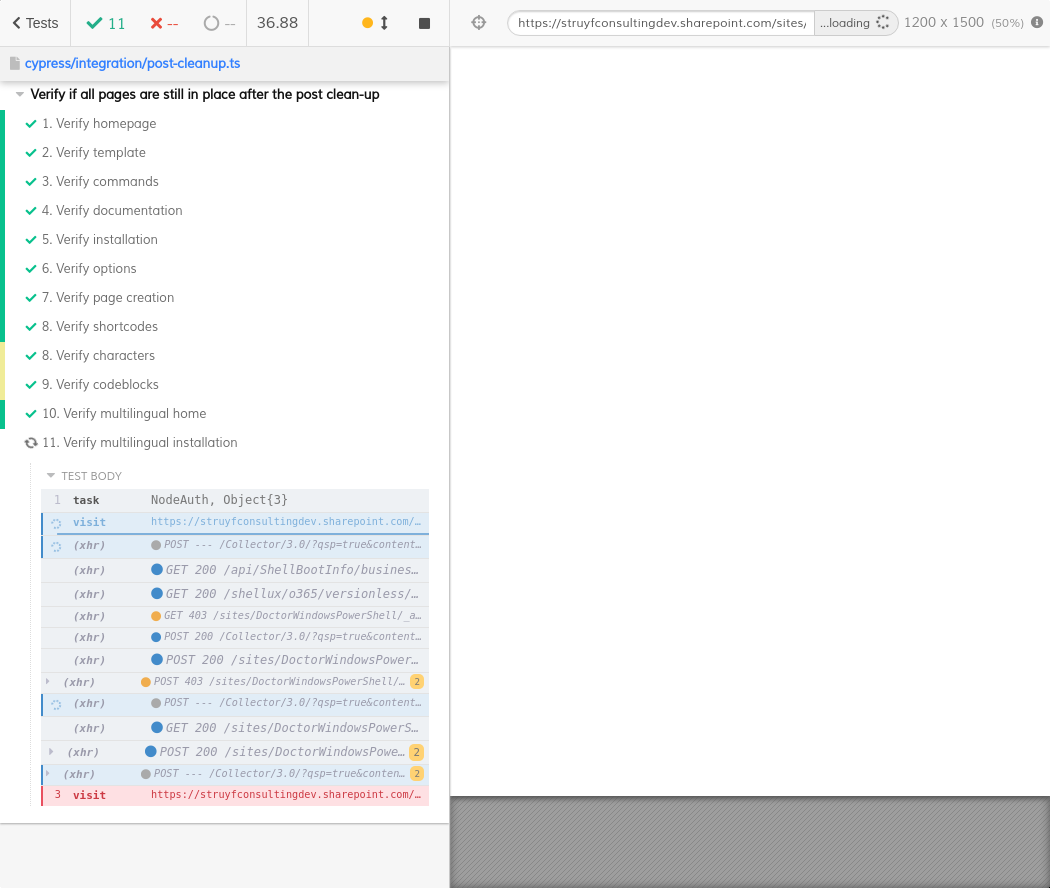 Tests 11 -- -- 36.88 https://struyfconsultingdev.sharepoint.com/sites/ ...loading 1200 x 1500 (50%)
cypress/integration/post-cleanup.ts
Verify if all pages are still in place after the post clean-up
1. Verify homepage
2. Verify template
3. Verify commands
4. Verify documentation
5. Verify installation
6. Verify options
7. Verify page creation
8. Verify shortcodes
8. Verify characters
9. Verify codeblocks
10. Verify multilingual home
11. Verify multilingual installation
TEST BODY
1 task NodeAuth, Object{3}
visit https://struyfconsultingdev.sharepoint.com/…
(xhr) POST --- /Collector/3.0/?qsp=true&content…
(xhr) GET 200 /api/ShellBootInfo/busines…
(xhr) GET 200 /shellux/o365/versionless/…
(xhr) GET 403 /sites/DoctorWindowsPowerShell/_a…
(xhr) POST 200 /Collector/3.0/?qsp=true&content…
(xhr) POST 200 /sites/DoctorWindowsPower…
(xhr) POST 403 /sites/DoctorWindowsPowerShell/… 2
(xhr) POST --- /Collector/3.0/?qsp=true&content…
(xhr) GET 200 /sites/DoctorWindowsPowerS…
(xhr) POST 200 /sites/DoctorWindowsPowe… 2
(xhr) POST --- /Collector/3.0/?qsp=true&conten… 2
3 visit https://struyfconsultingdev.sharepoint.com/…